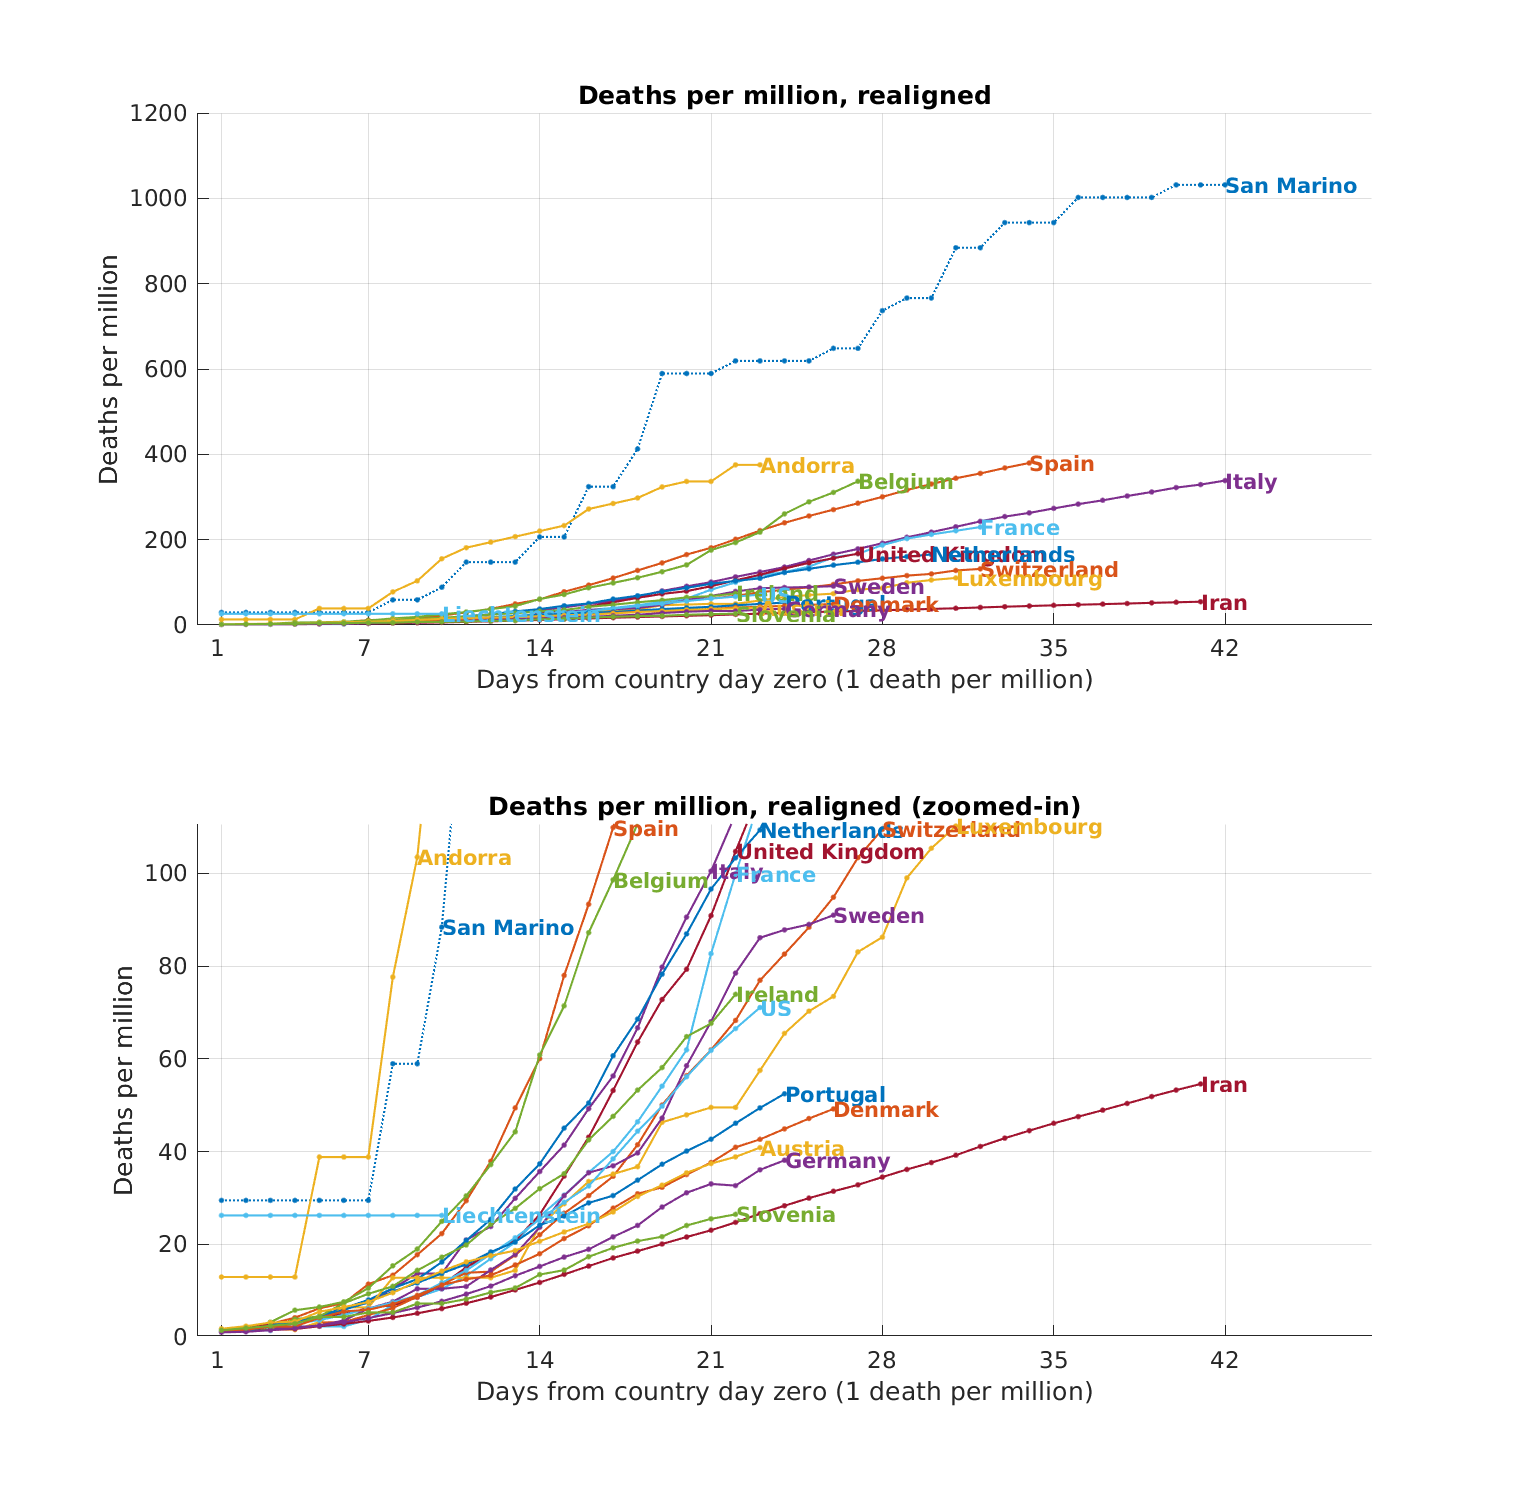 Deaths per million, realigned
1200
1000
800
600
400
200
0
Deaths per million
San Marino
Andorra
Spain
Belgium
Italy
France
United Kingdom
Netherlands
Switzerland
Luxembourg
Sweden
Ireland
US
Portugal
Denmark
Iran
Austria
Germany
Liechtenstein
Slovenia
1 7 14 21 28 35 42
Days from country day zero (1 death per million)
Deaths per million, realigned (zoomed-in)
100
80
60
40
20
0
Deaths per million
Spain
Netherlands
Switzerland
Luxembourg
United Kingdom
Andorra
Belgium
Italy
France
San Marino
Sweden
Ireland
US
Portugal
Iran
Denmark
Austria
Germany
Liechtenstein
Slovenia
1 7 14 21 28 35 42
Days from country day zero (1 death per million)